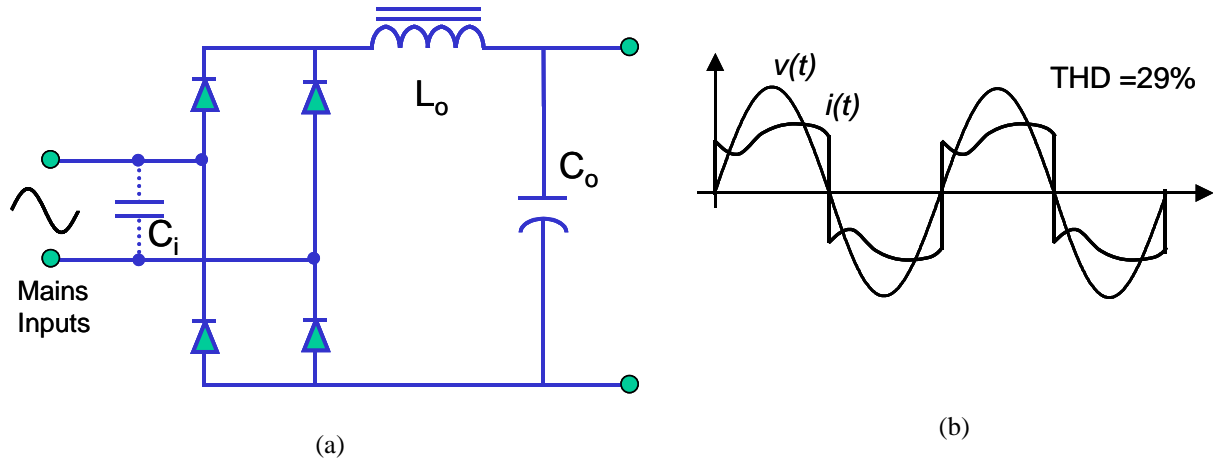 Lo
Co
Ci
Mains
Inputs
(a)
v(t)
i(t)
THD =29%
(b)